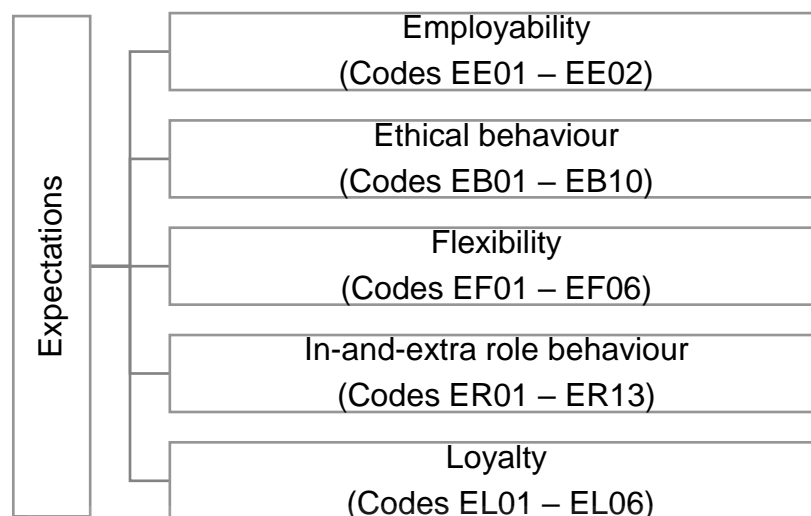 Expectations
Employability
(Codes EE01 – EE02)
Ethical behaviour
(Codes EB01 – EB10)
Flexibility
(Codes EF01 – EF06)
In-and-extra role behaviour
(Codes ER01 – ER13)
Loyalty
(Codes EL01 – EL06)